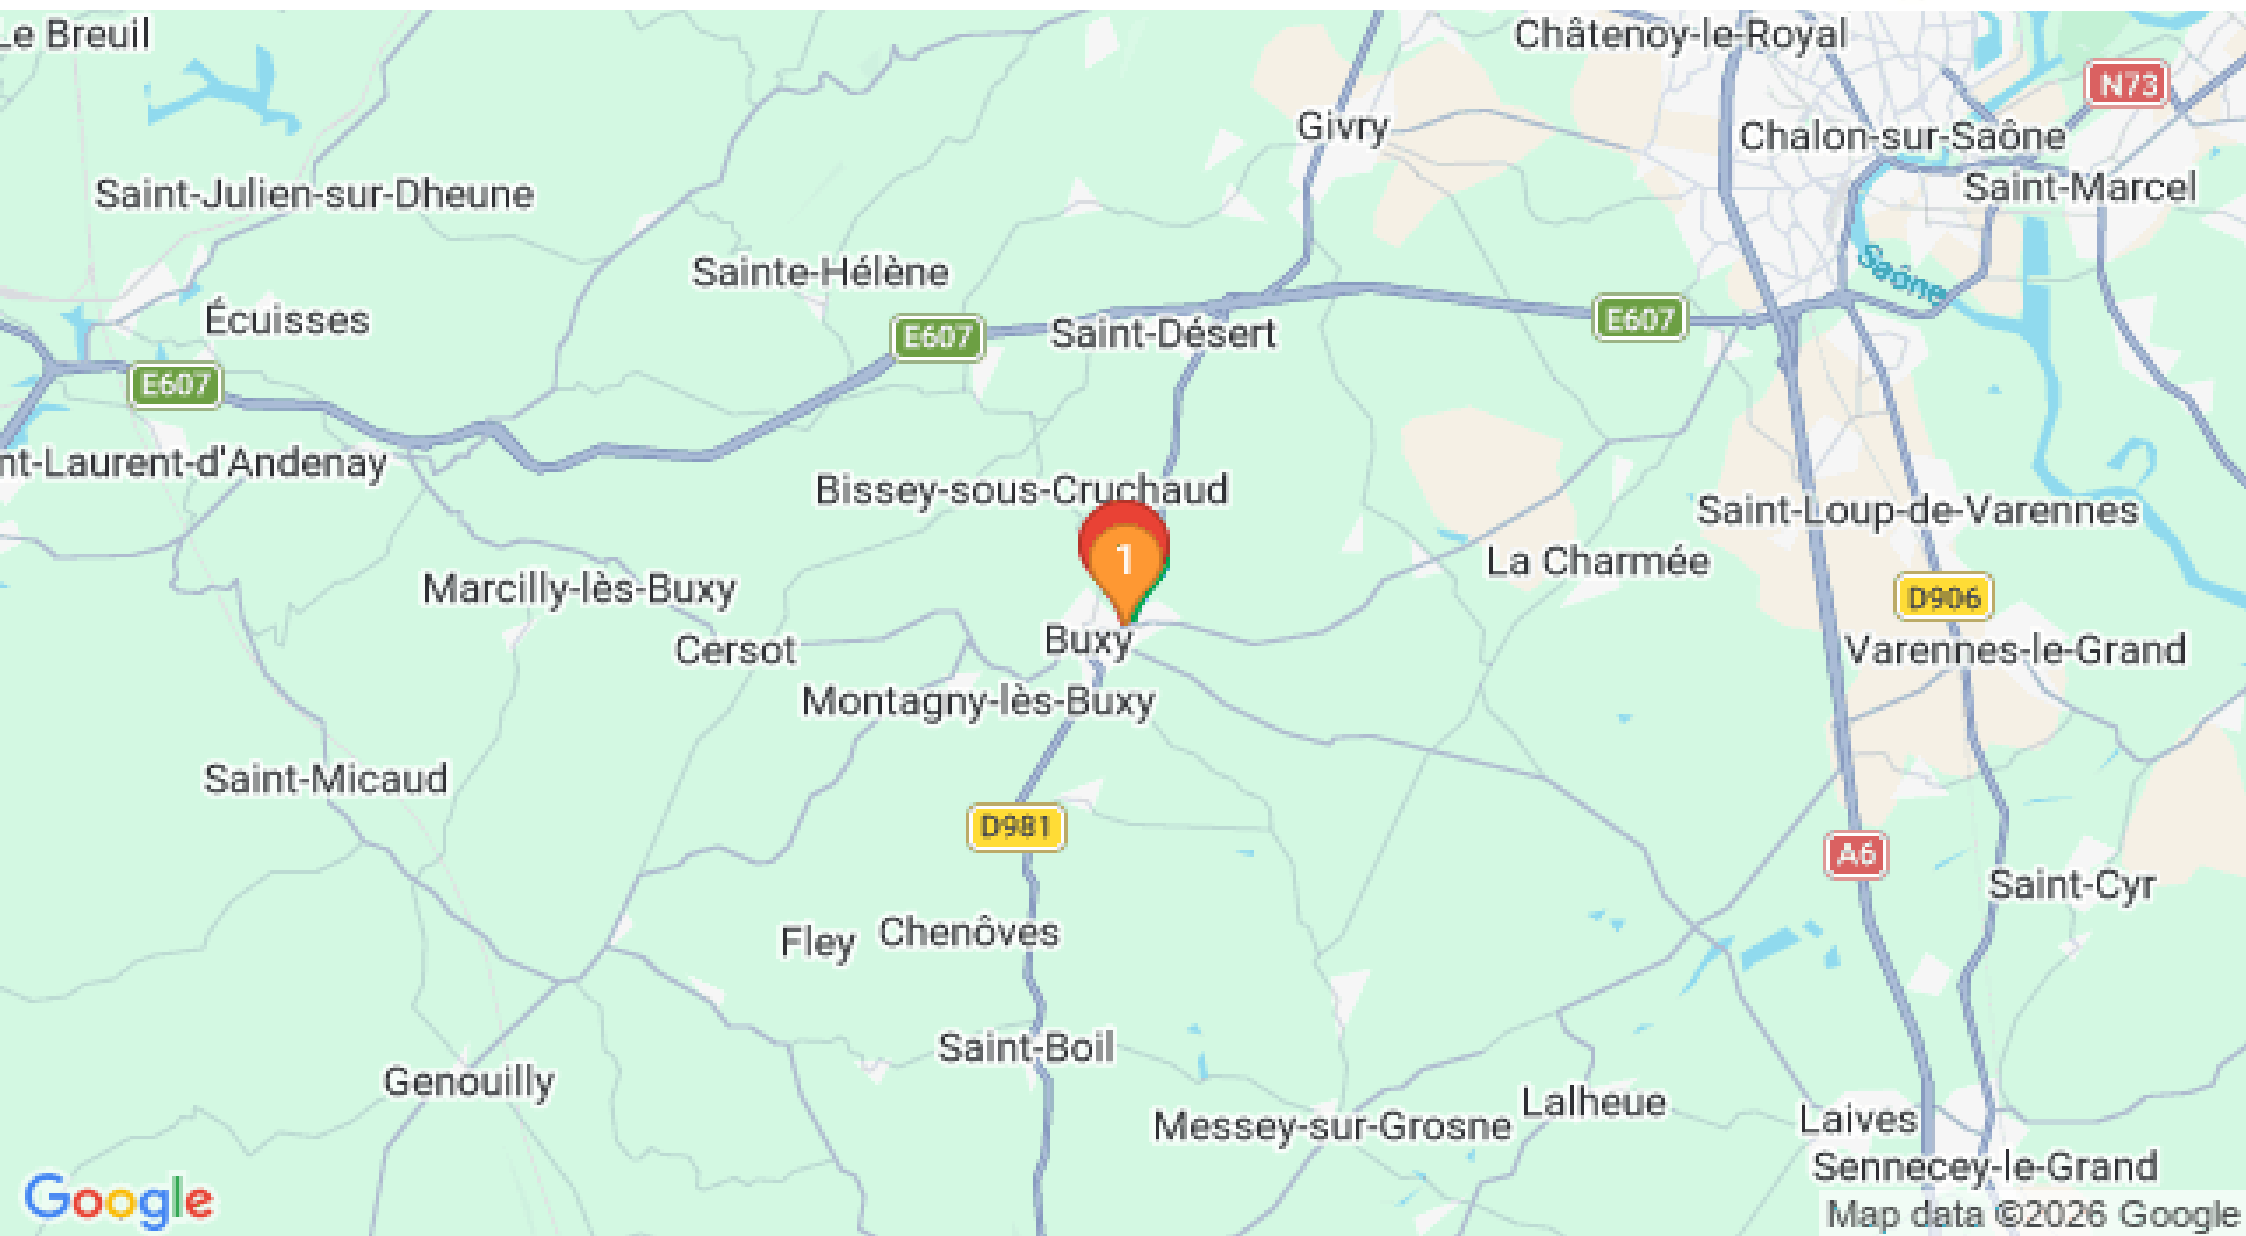 Le Breuil
Châtenoy-le-Royal
N73
Givry
Chalon-sur-Saône
Saint-Marcel
Saint-Julien-sur-Dheune
Sainte-Hélène
Saône
Écuisses
E607
Saint-Désert
E607
E607
nt-Laurent-d'Andenay
Bissey-sous-Cruchaud
Saint-Loup-de-Varennes
1
La Charmée
Marcilly-lès-Buxy
D906
Cersot
Buxy
Varennes-le-Grand
Montagny-lès-Buxy
Saint-Micaud
D981
A6
Saint-Cyr
Fley
Chenôves
Saint-Boil
Genouilly
Lalheue
Messey-sur-Grosne
Laives
Sennecey-le-Grand
Google
Map data ©2026 Google